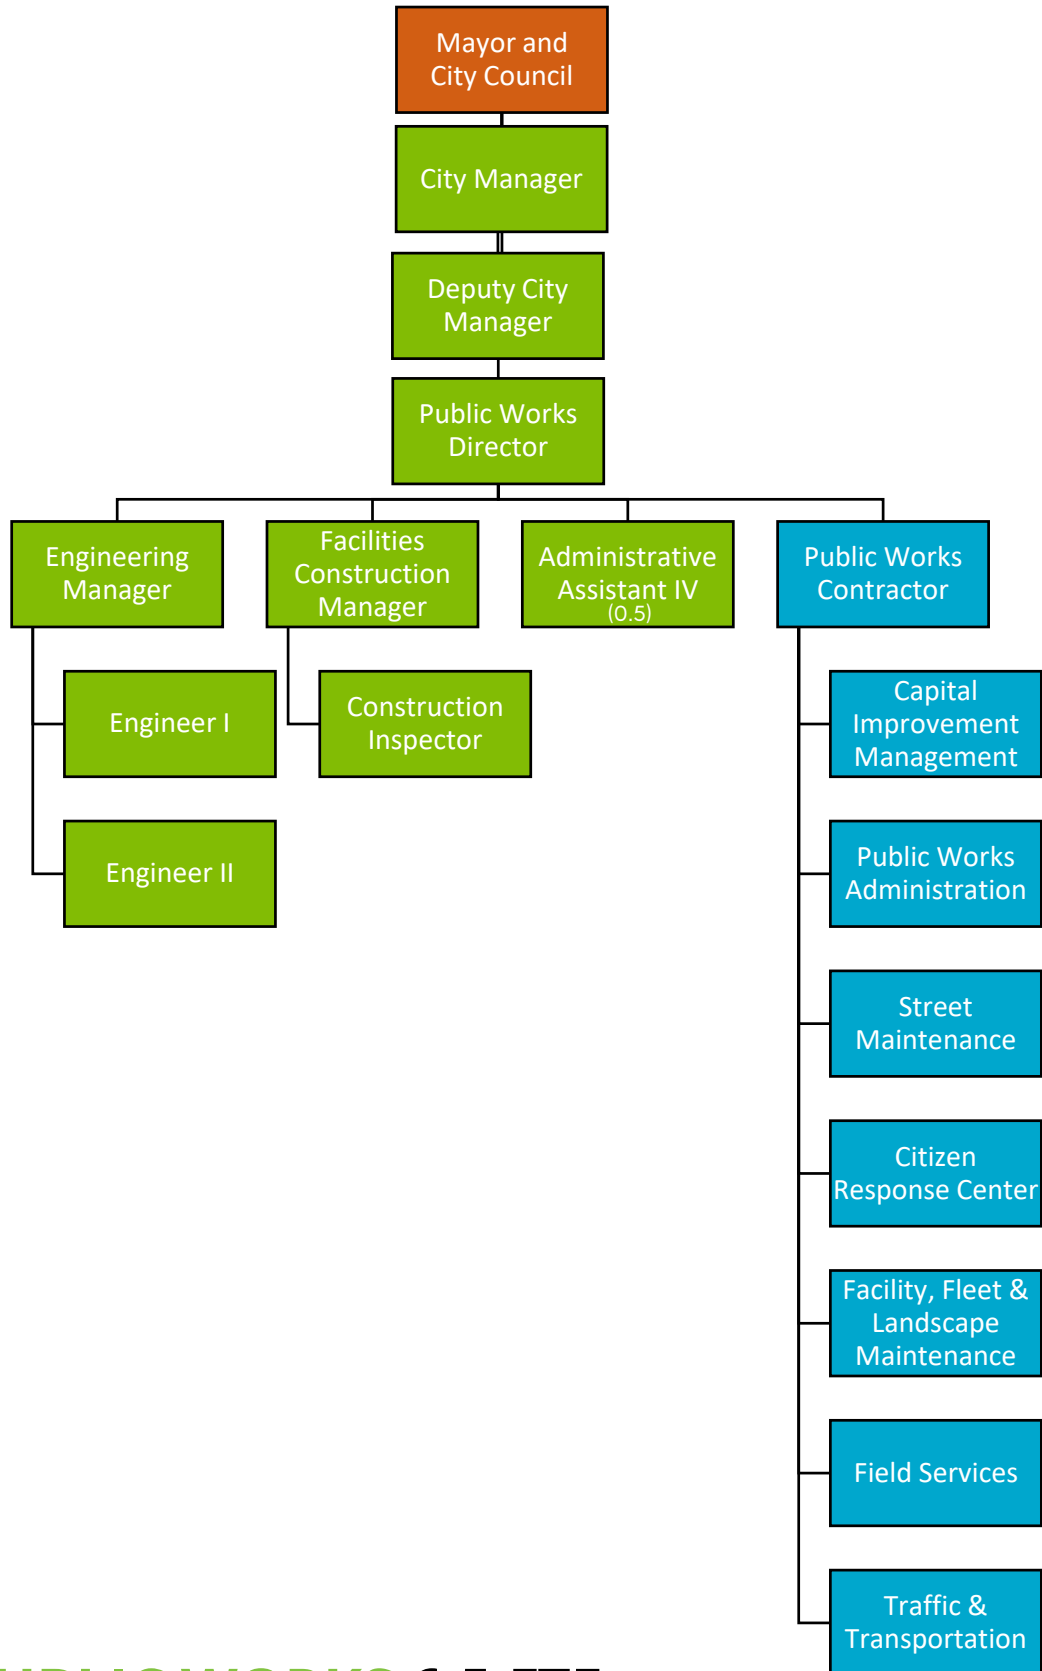 Mayor and
City Council
City Manager
Deputy City
Manager
Public Works
Director
Engineering
Manager
Facilities
Construction
Manager
Administrative
Assistant IV
(0.5)
Public Works
Contractor
Engineer I
Construction
Inspector
Capital
Improvement
Management
Engineer II
Public Works
Administration
Street
Maintenance
Citizen
Response Center
Facility, Fleet &
Landscape
Maintenance
Field Services
Traffic &
Transportation